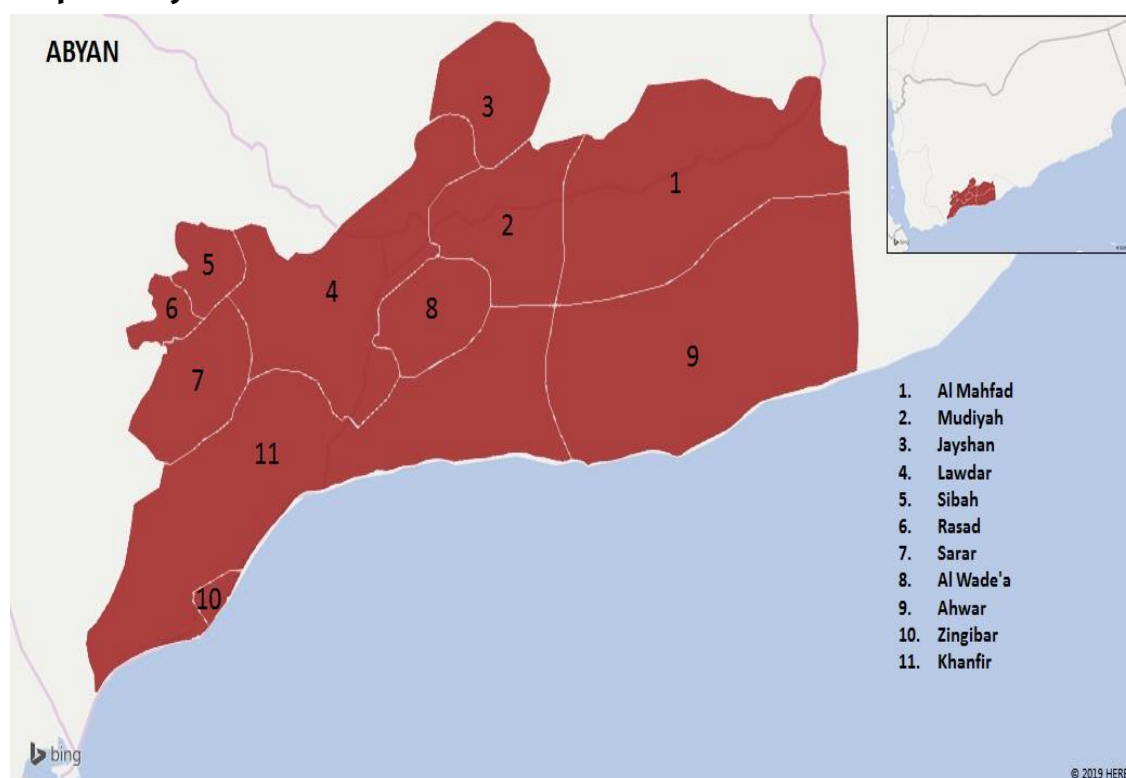 ABYAN
3
1
2
5
4
6
8
9
7
11
10
1. Al Mahfad
2. Mudiyah
3. Jayshan
4. Lawdar
5. Sibah
6. Rasad
7. Sarar
8. Al Wade'a
9. Ahwar
10. Zingibar
11. Khanfir
bing
bing
© 2019 HERE